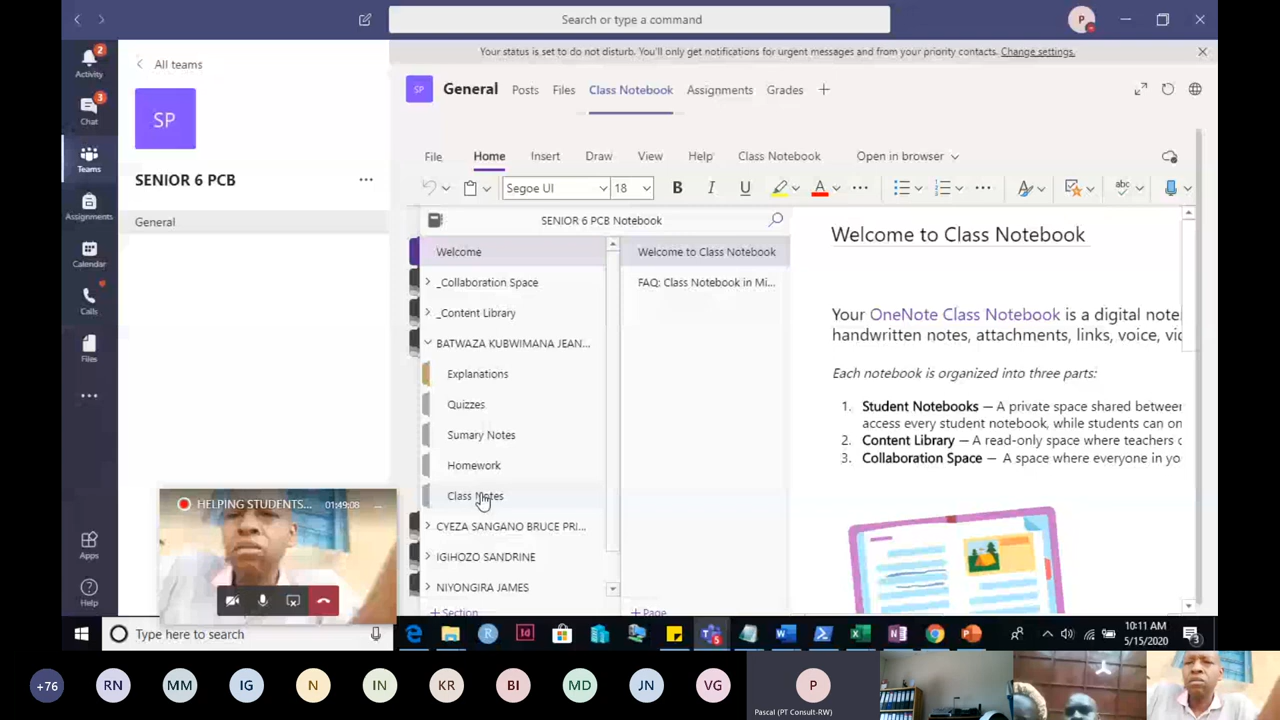 Search or type a command
P
Your status is set to do not disturb. You'll only get notifications for urgent messages and from your priority contacts. Change settings.
2
Activity
3
Chat
Teams
Assignments
Calendar
Calls
Files
Apps
Help
All teams
SP
SENIOR 6 PCB
General
SP
General
Posts
Files
Class Notebook
Assignments
Grades
File
Home
Insert
Draw
View
Help
Class Notebook
Open in browser
Segoe UI
18
B
I
U
A
abc
SENIOR 6 PCB Notebook
Welcome
_Collaboration Space
_Content Library
BATWAZA KUBWIMANA JEAN...
Explanations
Quizzes
Sumary Notes
Homework
Class Notes
CYEZA SANGANO BRUCE PRI...
IGIHOZO SANDRINE
NIYONGIRA JAMES
+ Section
Welcome to Class Notebook
FAQ: Class Notebook in Mi...
+ Page
Welcome to Class Notebook
Your OneNote Class Notebook is a digital note
handwritten notes, attachments, links, voice,
Each notebook is organized into three parts:
1. Student Notebooks — A private space shared between
access every student notebook, while students can
2. Content Library — A read-only space where teachers
3. Collaboration Space — A space where everyone in
HELPING STUDENTS...
01:49:08
...
Type here to search
5
10:11 AM
5/15/2020
3
+76
RN
MM
IG
N
IN
KR
BI
MD
JN
VG
P
Pascal (PT Consult-RW)